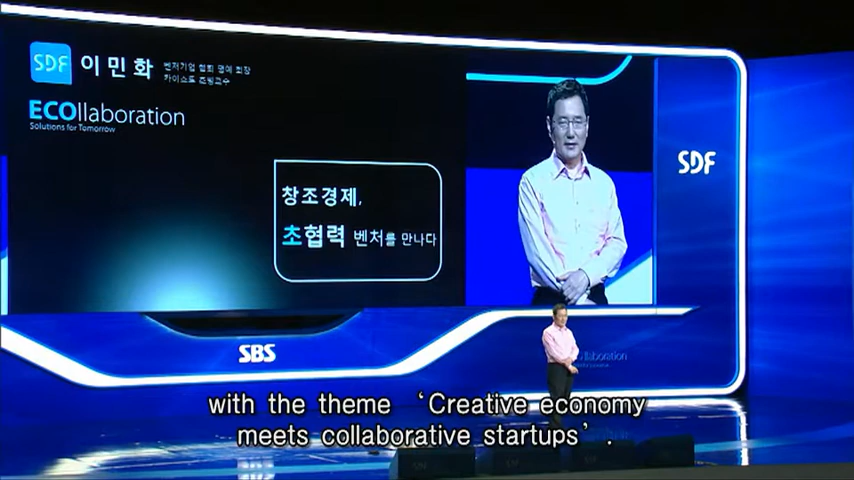 SDF 이민화 벤처기업 협회 명예 회장
카이스트 초빙교수
ECOllaboration
Solutions for Tomorrow
창조경제,
초협력 벤처를 만나다
SDF
SBS
with the theme ‘Creative economy
meets collaborative startups’.